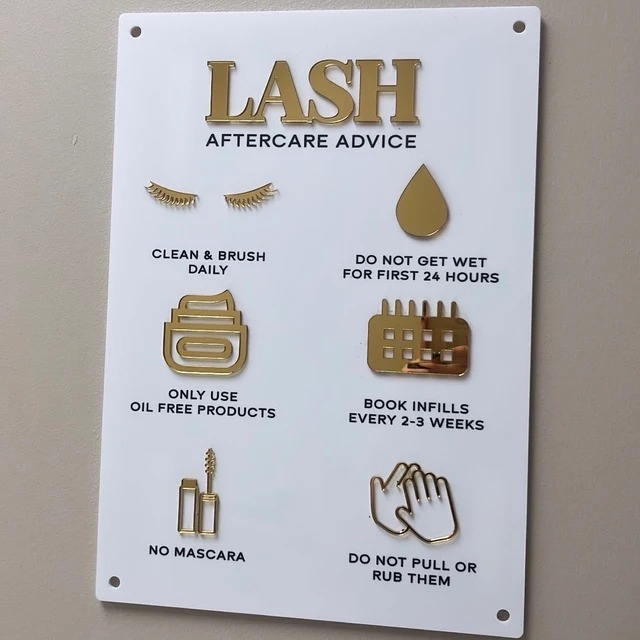 LASH
AFTERCARE ADVICE
CLEAN & BRUSH
DAILY
DO NOT GET WET
FOR FIRST 24 HOURS
ONLY USE
OIL FREE PRODUCTS
BOOK INFILLS
EVERY 2-3 WEEKS
NO MASCARA
DO NOT PULL OR
RUB THEM